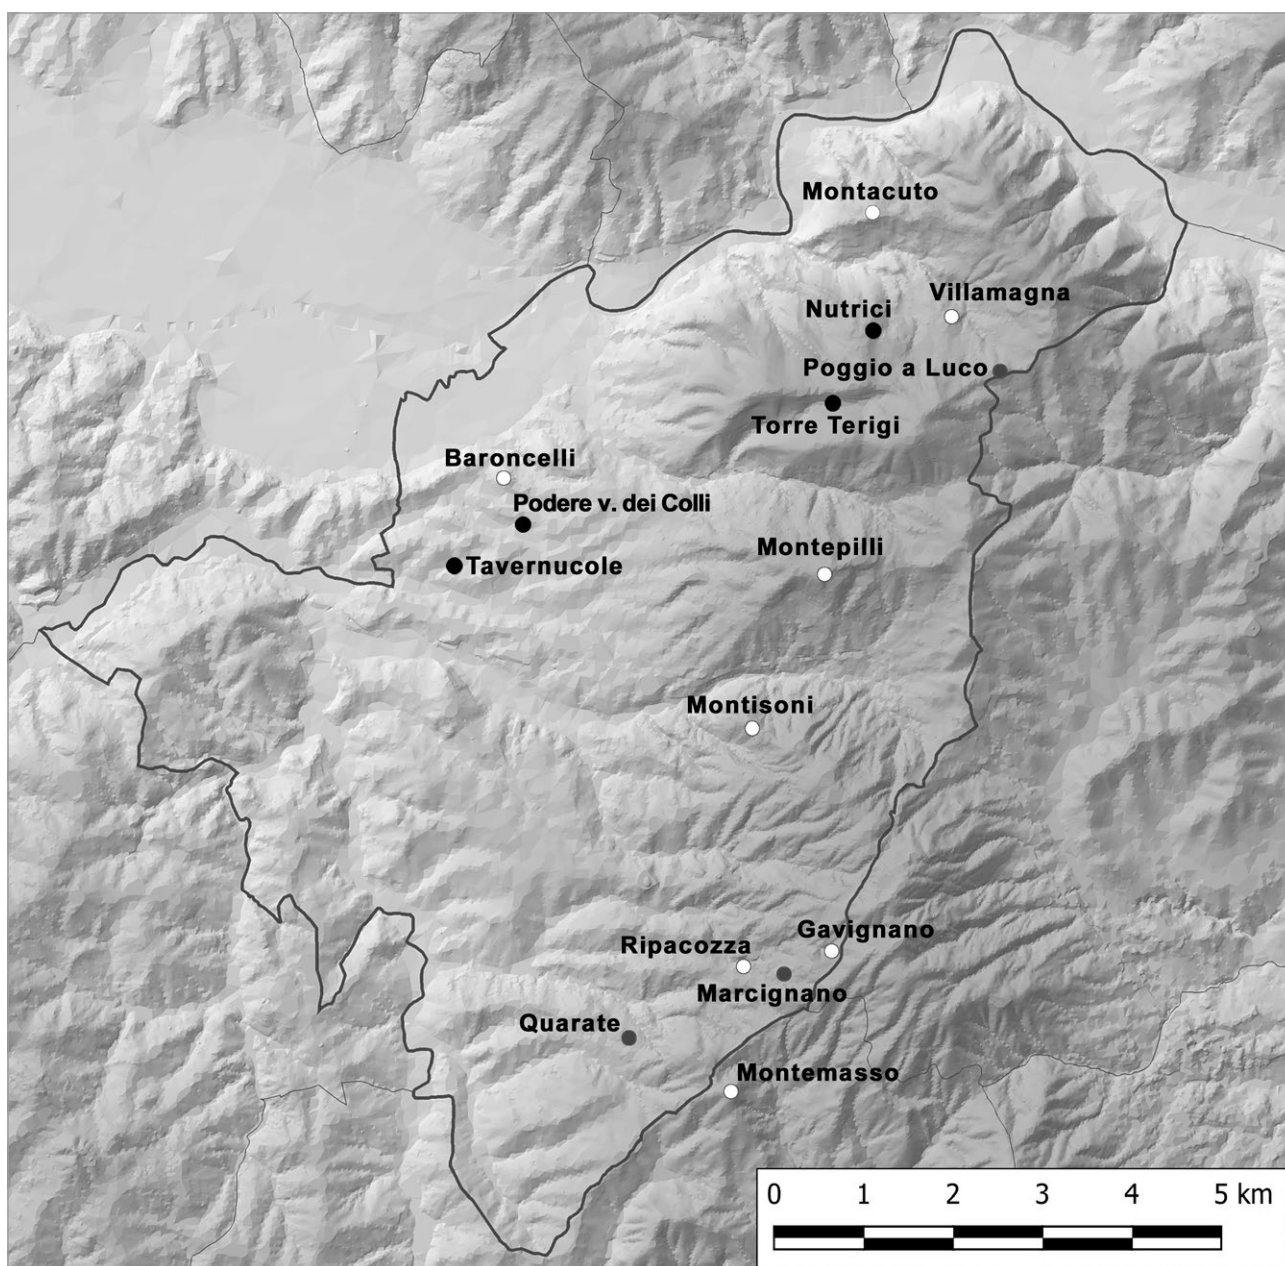 Montacuto
Villamagna
Nutrici
Poggio a Luco
Torre Terigi
Baroncelli
Podere v. dei Colli
Montepilli
Tavernucole
Montisoni
Gavignano
Ripacozza
Marcignano
Quarate
Montemasso
0 1 2 3 4 5 km